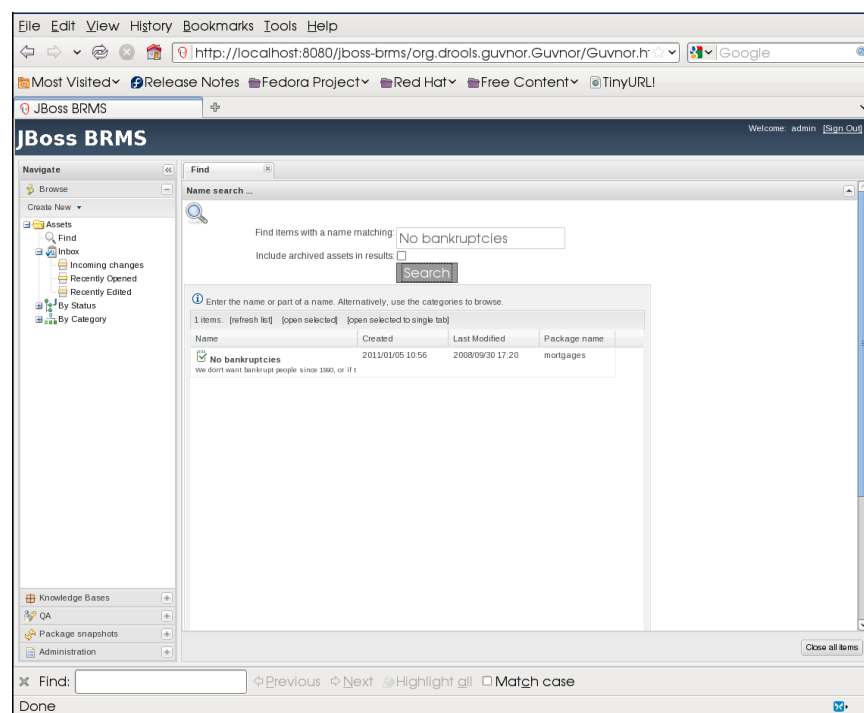 File Edit View History Bookmarks Tools Help
http://localhost:8080/jboss-brms/org.drools.guvnor.Guvnor/Guvnor.h
Google
Most Visited Release Notes Fedora Project Red Hat Free Content TinyURL!
JBoss BRMS
JBoss BRMS
Welcome: admin [Sign Out]
Navigate
Browse
Create New
Assets
Find
Inbox
Incoming changes
Recently Opened
Recently Edited
By Status
By Category
Knowledge Bases
QA
Package snapshots
Administration
Find
Name search ...
Find items with a name matching: No bankruptcies
Include archived assets in results:
Search
Enter the name or part of a name. Alternatively, use the categories to browse.
1 items. [refresh list] [open selected] [open selected to single tab]
Name Created Last Modified Package name
No bankruptcies 2011/01/05 10:56 2008/09/30 17:20 mortgages
We don't want bankrupt people since 1990, or if t
Close all items
Find: Previous Next Highlight all Match case
Done